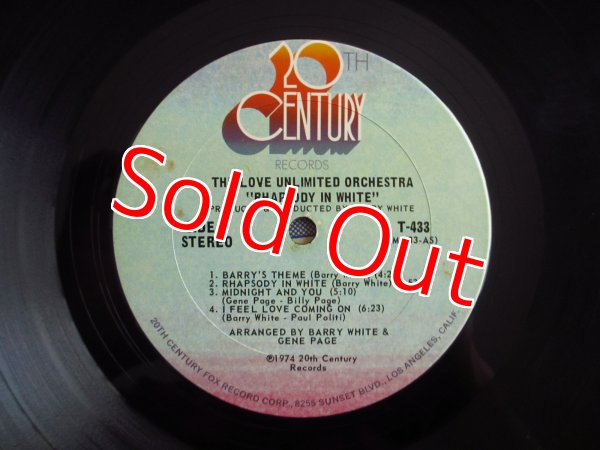 20TH
CENTURY
RECORDS
LOVE UNLIMITED ORCHESTRA
IN WHITE"
BY WHITE
STEREO
T-433
Sold Out
1. BARRY'S THEME (Barry
2. RHAPSODY IN WHITE (Barry White)
3. MIDNIGHT AND YOU (5:10)
(Gene Page - Billy Page)
4. I FEEL LOVE COMING ON (6:23)
(Barry White - Paul Politi)
ARRANGED BY BARRY WHITE &
GENE PAGE
℗1974 20th Century
Records
20TH CENTURY FOX RECORD CORP., 8255 SUNSET BLVD., LOS ANGELES, CALIF.